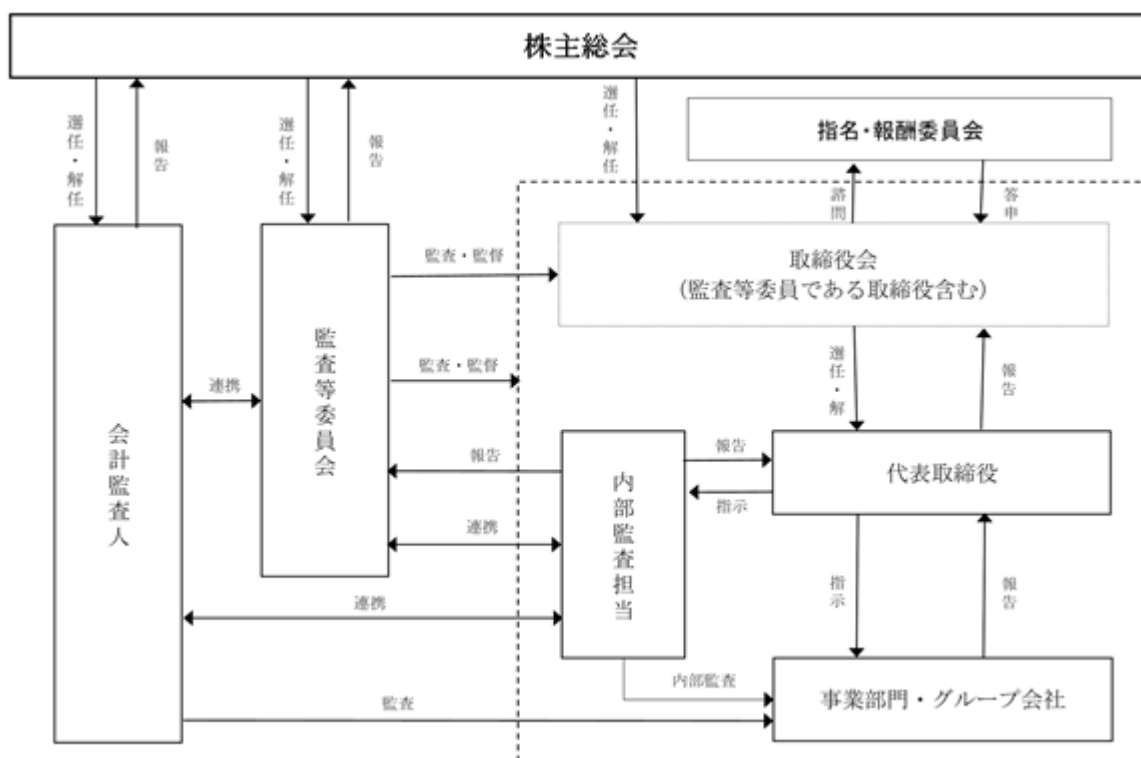 株主総会
選任・解任
報告
選任・解任
報告
選任・解任
指名・報酬委員会
諮問
答申
取締役会
(監査等委員である取締役含む)
監査・監督
監査・監督
選任・解
報告
連携
会計監査人
監査等委員会
報告
連携
連携
内部監査担当
報告
指示
代表取締役
指示
報告
内部監査
監査
事業部門・グループ会社